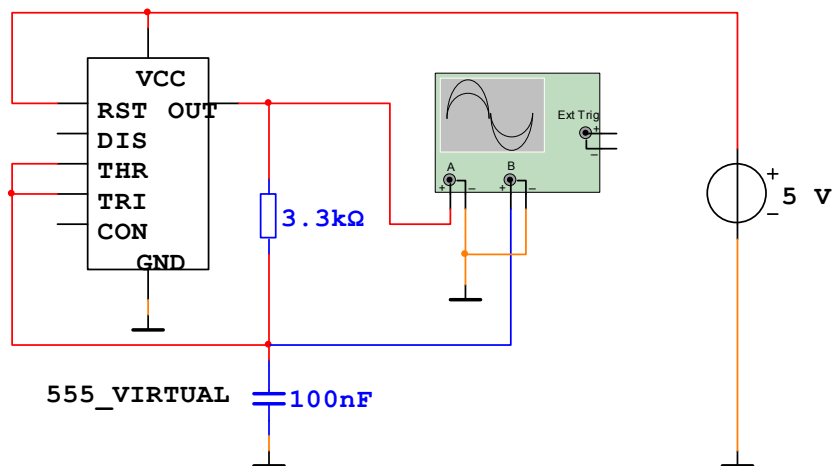 VCC
RST OUT
DIS
THR
TRI
CON
GND
3.3kΩ
Ext Trig
+
−
A
B
+ − + −
+
−
5 V
555_VIRTUAL
100nF